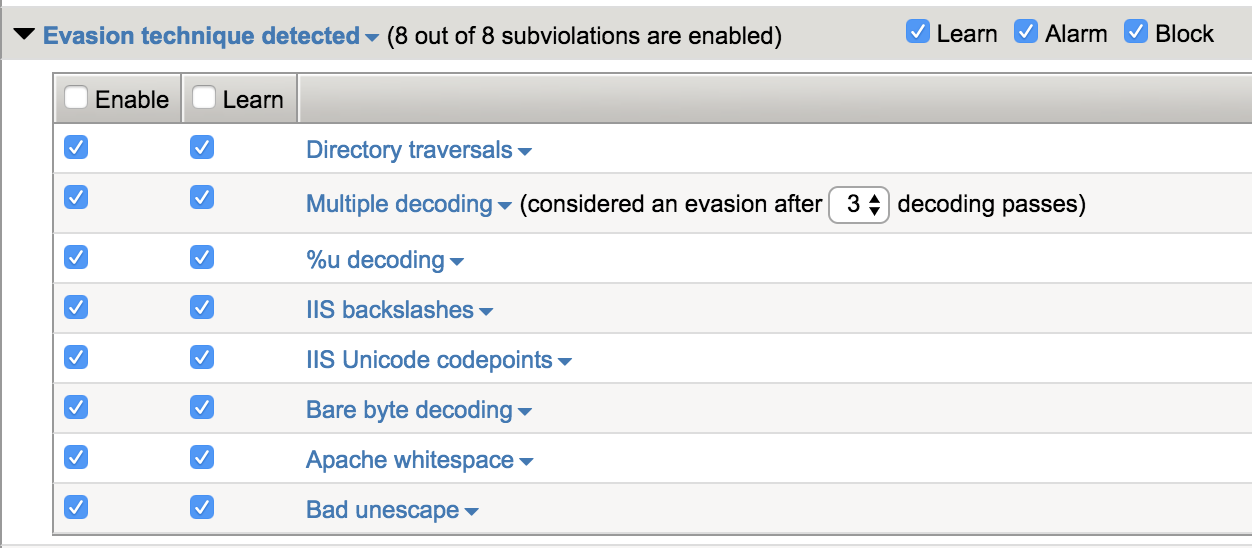 Evasion technique detected (8 out of 8 subviolations are enabled) Learn Alarm Block
Enable Learn
Directory traversals
Multiple decoding (considered an evasion after 3 decoding passes)
%u decoding
IIS backslashes
IIS Unicode codepoints
Bare byte decoding
Apache whitespace
Bad unescape